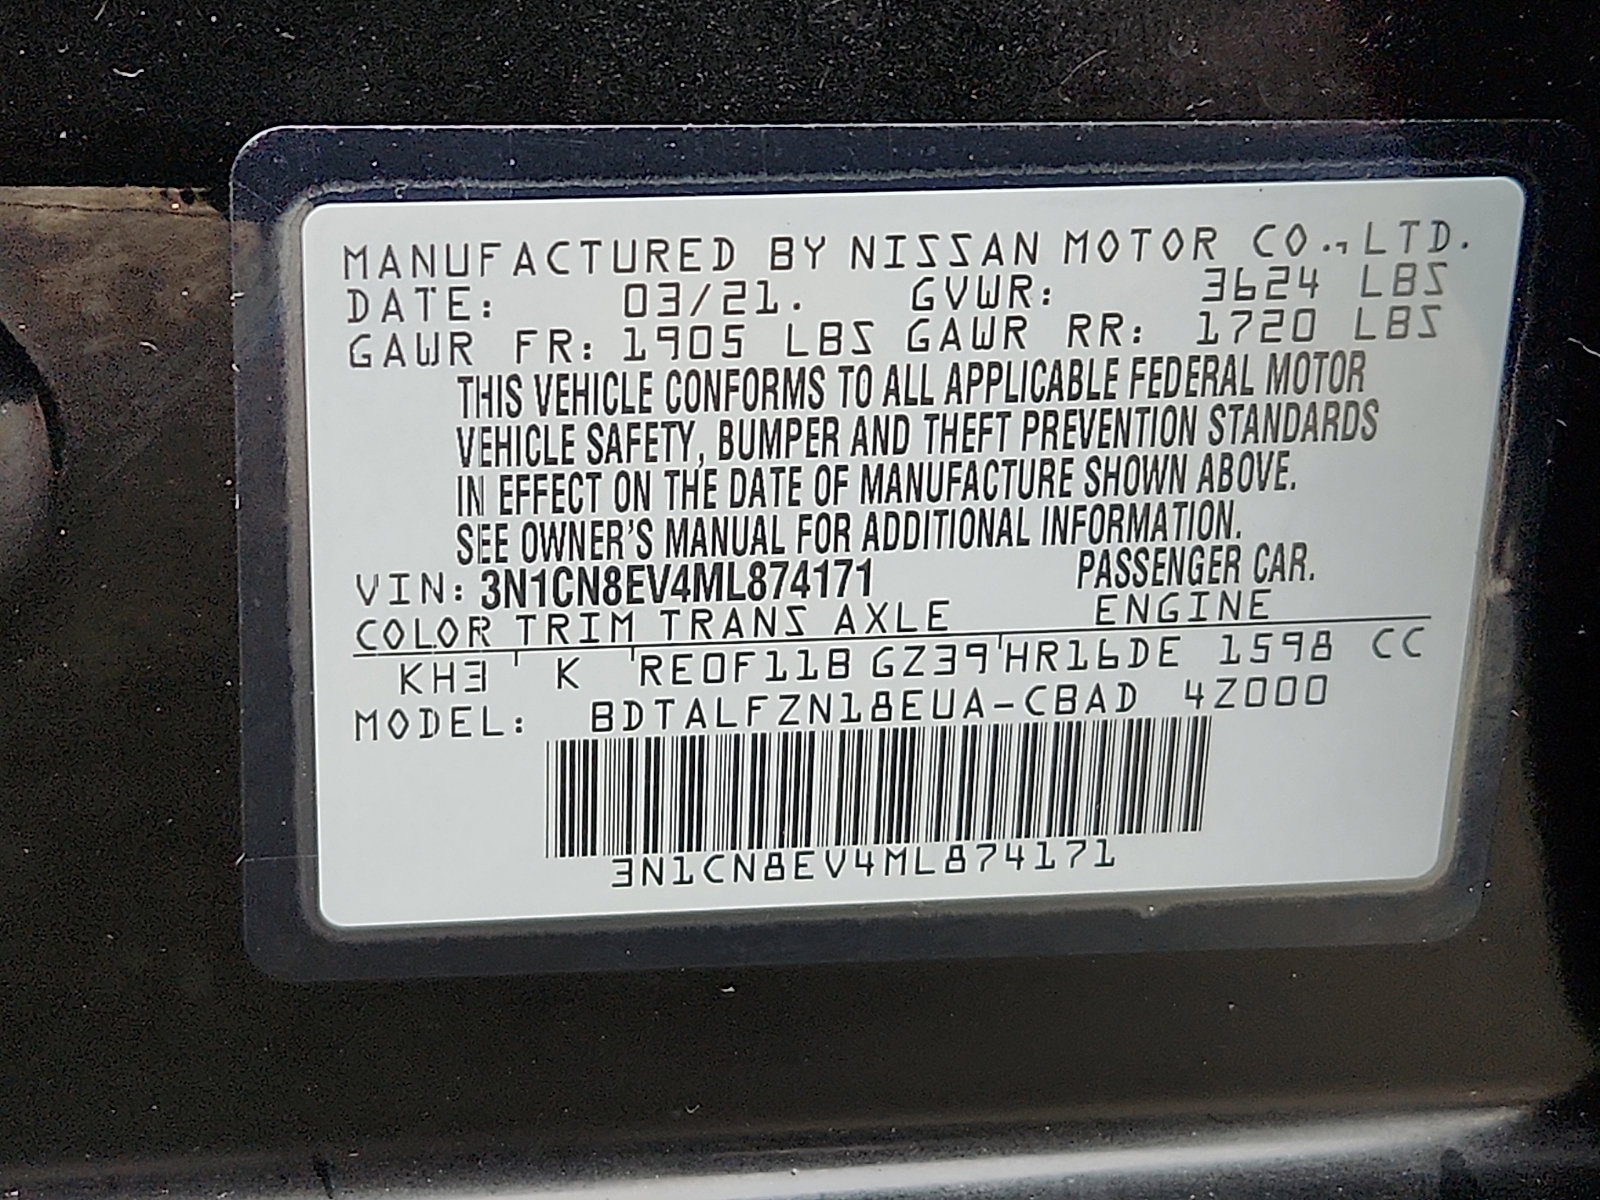 MANUFACTURED BY NISSAN MOTOR CO.,LTD.
DATE: 03/21. GVWR: 3624 LBS
GAWR FR: 1905 LBS GAWR RR: 1720 LBS
THIS VEHICLE CONFORMS TO ALL APPLICABLE FEDERAL MOTOR
VEHICLE SAFETY, BUMPER AND THEFT PREVENTION STANDARDS
IN EFFECT ON THE DATE OF MANUFACTURE SHOWN ABOVE.
SEE OWNER'S MANUAL FOR ADDITIONAL INFORMATION.
VIN: 3N1CN8EV4ML874171 PASSENGER CAR.
COLOR TRIM TRANS AXLE ENGINE
KH3 K RE0F11B GZ39 HR16DE 1598 CC
MODEL: BDTALFZN18EUA-CBAD 4Z000
3N1CN8EV4ML874171